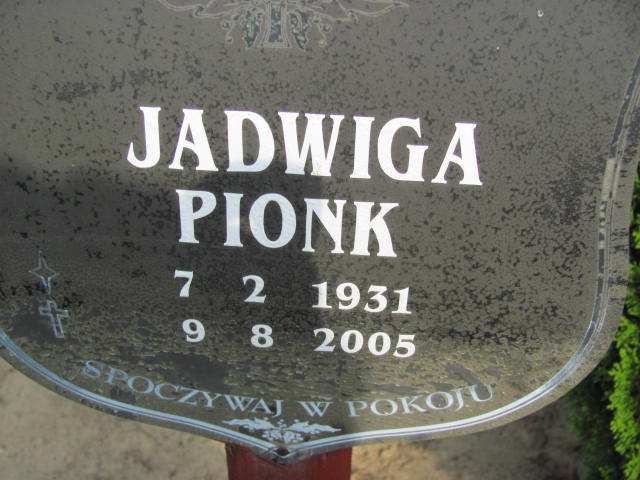 JADWIGA
PIONK
7 2 1931
9 8 2005
SPOCZYWAJ W POKOJU